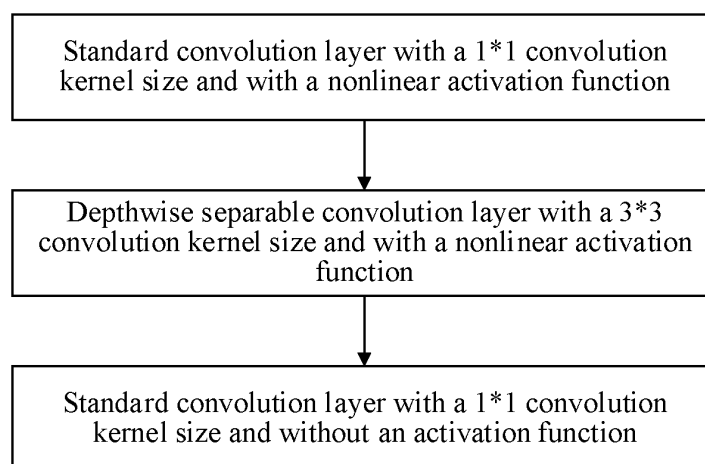 Standard convolution layer with a 1*1 convolution
kernel size and with a nonlinear activation function
Depthwise separable convolution layer with a 3*3
convolution kernel size and with a nonlinear activation
function
Standard convolution layer with a 1*1 convolution
kernel size and without an activation function